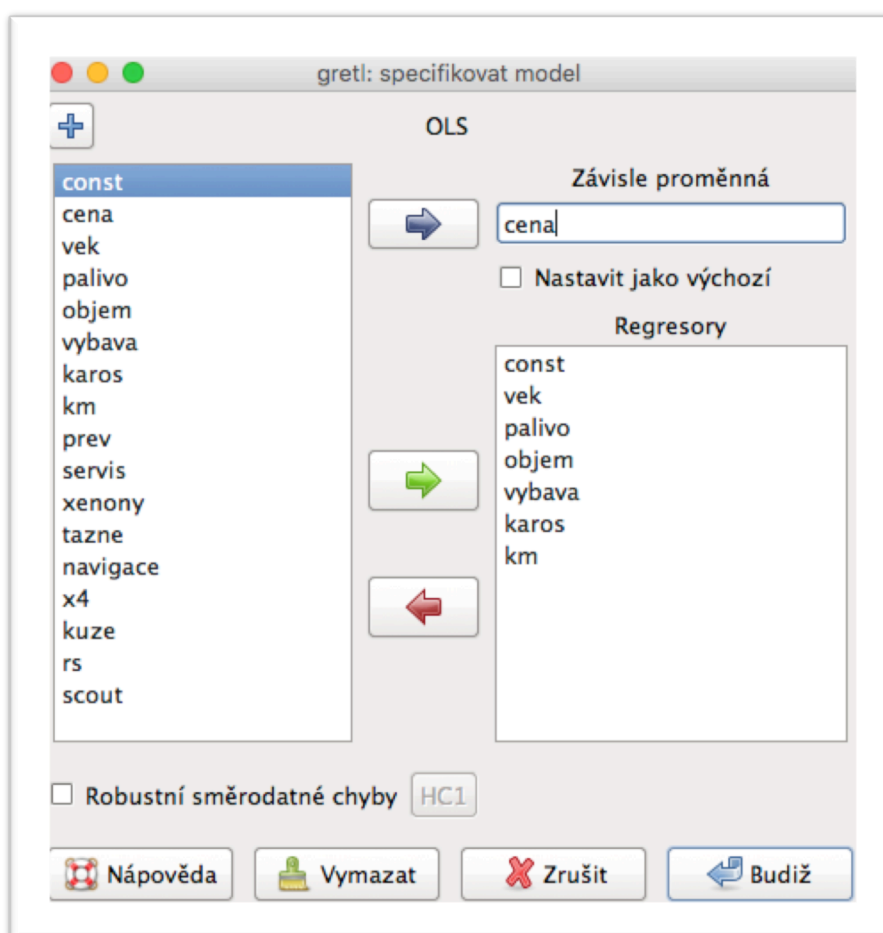 gretl: specifikovat model
OLS
const
cena
vek
palivo
objem
vybava
karos
km
prev
servis
xenony
tazne
navigace
x4
kuze
rs
scout
Závisle proměnná
cena
Nastavit jako výchozí
Regresory
const
vek
palivo
objem
vybava
karos
km
Robustní směrodatné chyby HC1
Nápověda Vymazat Zrušit Budiž